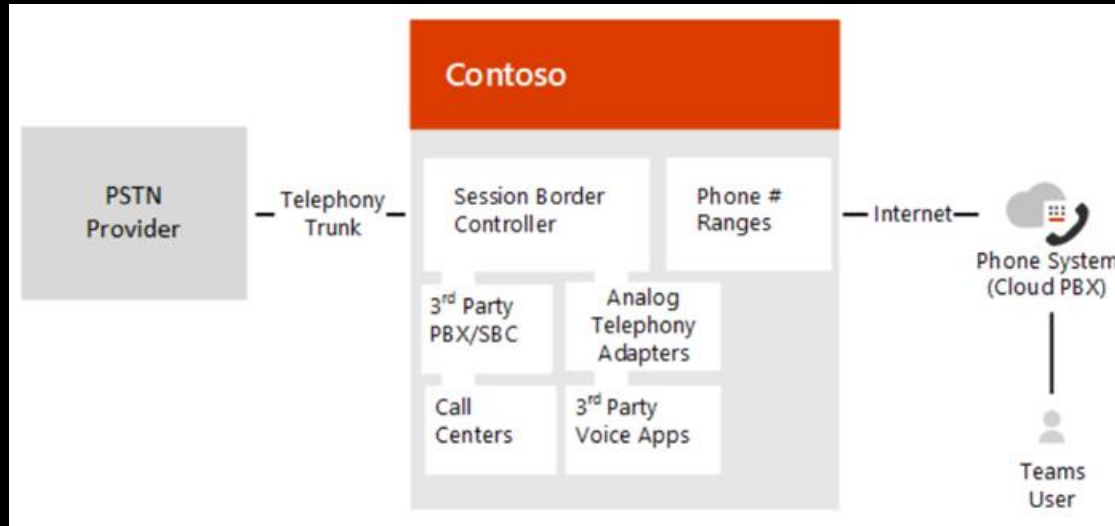 Contoso
PSTN
Provider
Telephony
Trunk
Session Border
Controller
Phone #
Ranges
Internet
Phone System
(Cloud PBX)
3rd Party
PBX/SBC
Analog
Telephony
Adapters
Call
Centers
3rd Party
Voice Apps
Teams
User